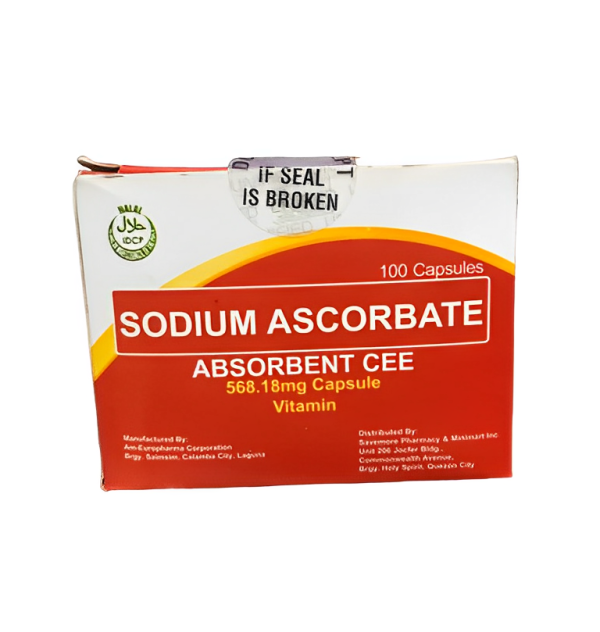 IF SEAL
IS BROKEN
HALAL
حلال
IDCP
100 Capsules
SODIUM ASCORBATE
ABSORBENT CEE
568.18mg Capsule
Vitamin
Manufactured By:
Am-Europharma Corporation
Brgy. Saimsim, Calamba City, Laguna
Distributed By:
Savemore Pharmacy & Minimart Inc
Unit 206 Jocfer Bldg.,
Commonwealth Avenue,
Brgy. Holy Spirit, Quezon City